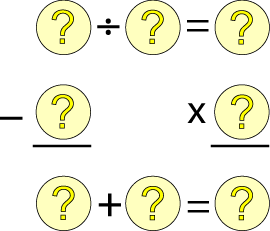 ? ÷ ? = ?
− ? x ?
? + ? = ?